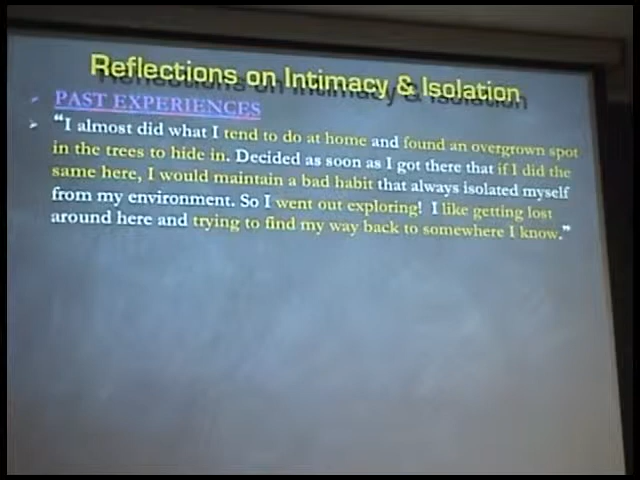 Reflections on Intimacy & Isolation
PAST EXPERIENCES
“I almost did what I tend to do at home and found an overgrown spot
in the trees to hide in. Decided as soon as I got there that if I did the
same here, I would maintain a bad habit that always isolated myself
from my environment. So I went out exploring! I like getting lost
around here and trying to find my way back to somewhere I know.”